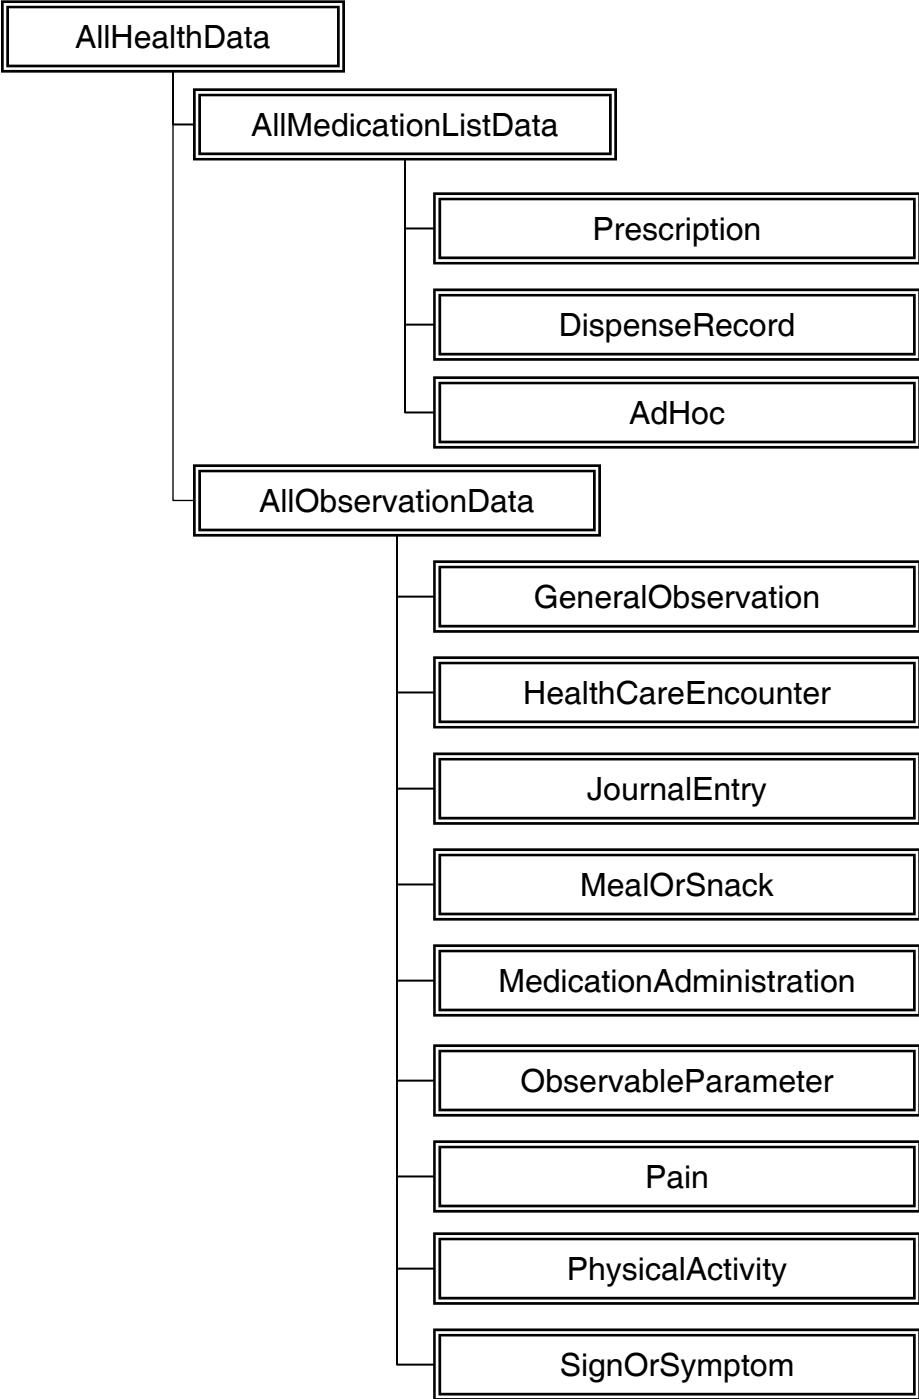 AllHealthData
AllMedicationListData
Prescription
DispenseRecord
AdHoc
AllObservationData
GeneralObservation
HealthCareEncounter
JournalEntry
MealOrSnack
MedicationAdministration
ObservableParameter
Pain
PhysicalActivity
SignOrSymptom